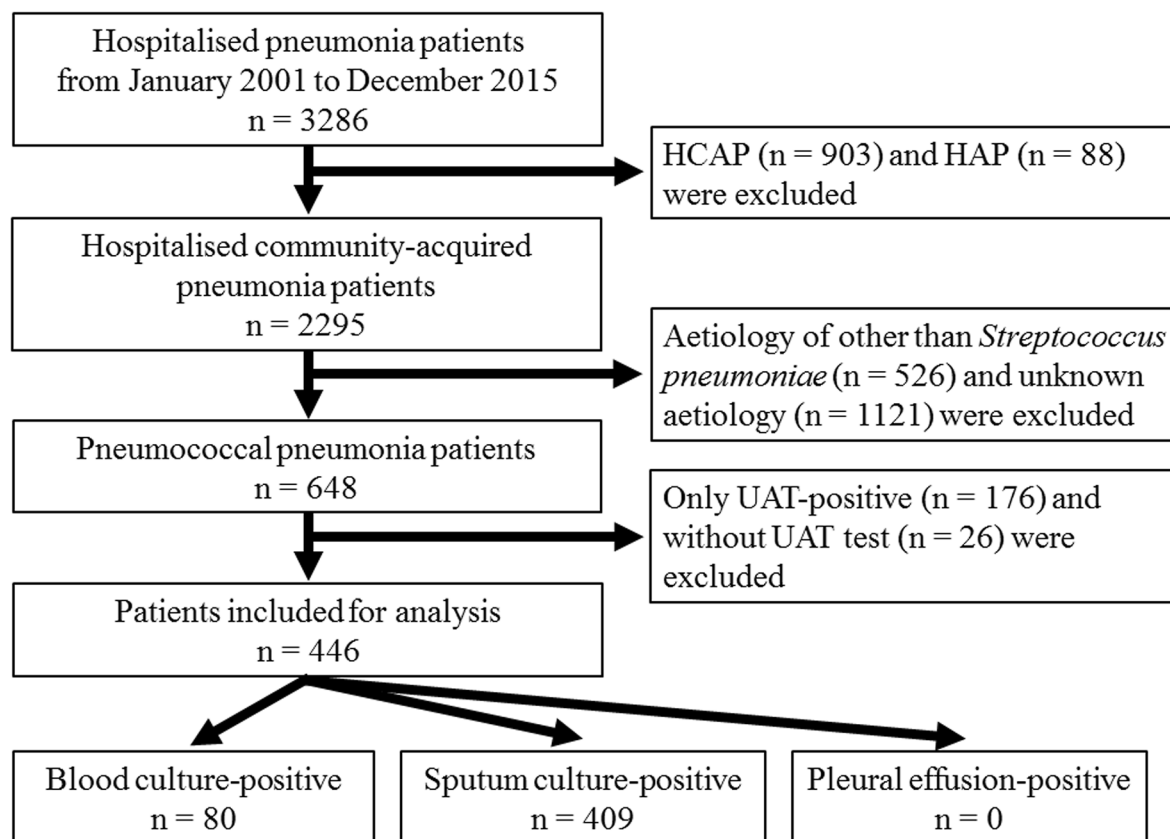 Hospitalised pneumonia patients
from January 2001 to December 2015
n = 3286
HCAP (n = 903) and HAP (n = 88)
were excluded
Hospitalised community-acquired
pneumonia patients
n = 2295
Aetiology of other than Streptococcus
pneumoniae (n = 526) and unknown
aetiology (n = 1121) were excluded
Pneumococcal pneumonia patients
n = 648
Only UAT-positive (n = 176) and
without UAT test (n = 26) were
excluded
Patients included for analysis
n = 446
Blood culture-positive
n = 80
Sputum culture-positive
n = 409
Pleural effusion-positive
n = 0